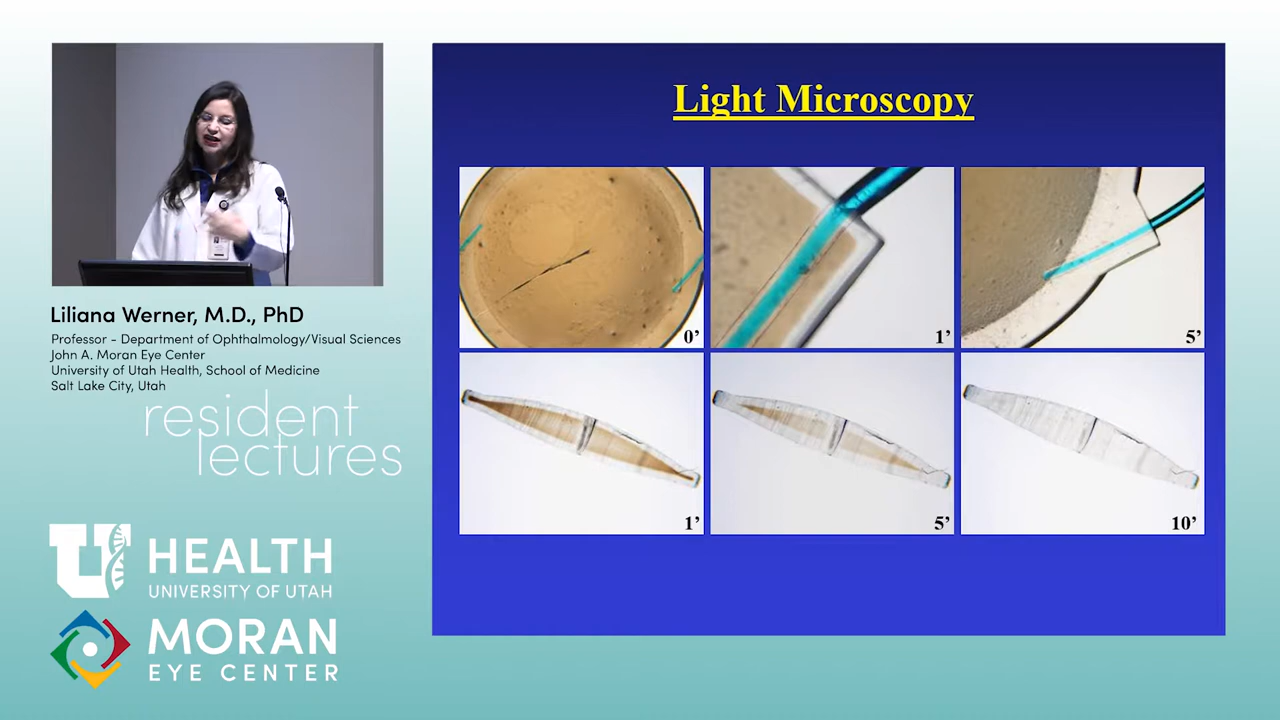 Light Microscopy
0’
1’
5’
1’
5’
10’
Liliana Werner, M.D., PhD
Professor - Department of Ophthalmology/Visual Sciences
John A. Moran Eye Center
University of Utah Health, School of Medicine
Salt Lake City, Utah
resident
lectures
U HEALTH
UNIVERSITY OF UTAH
MORAN
EYE CENTER